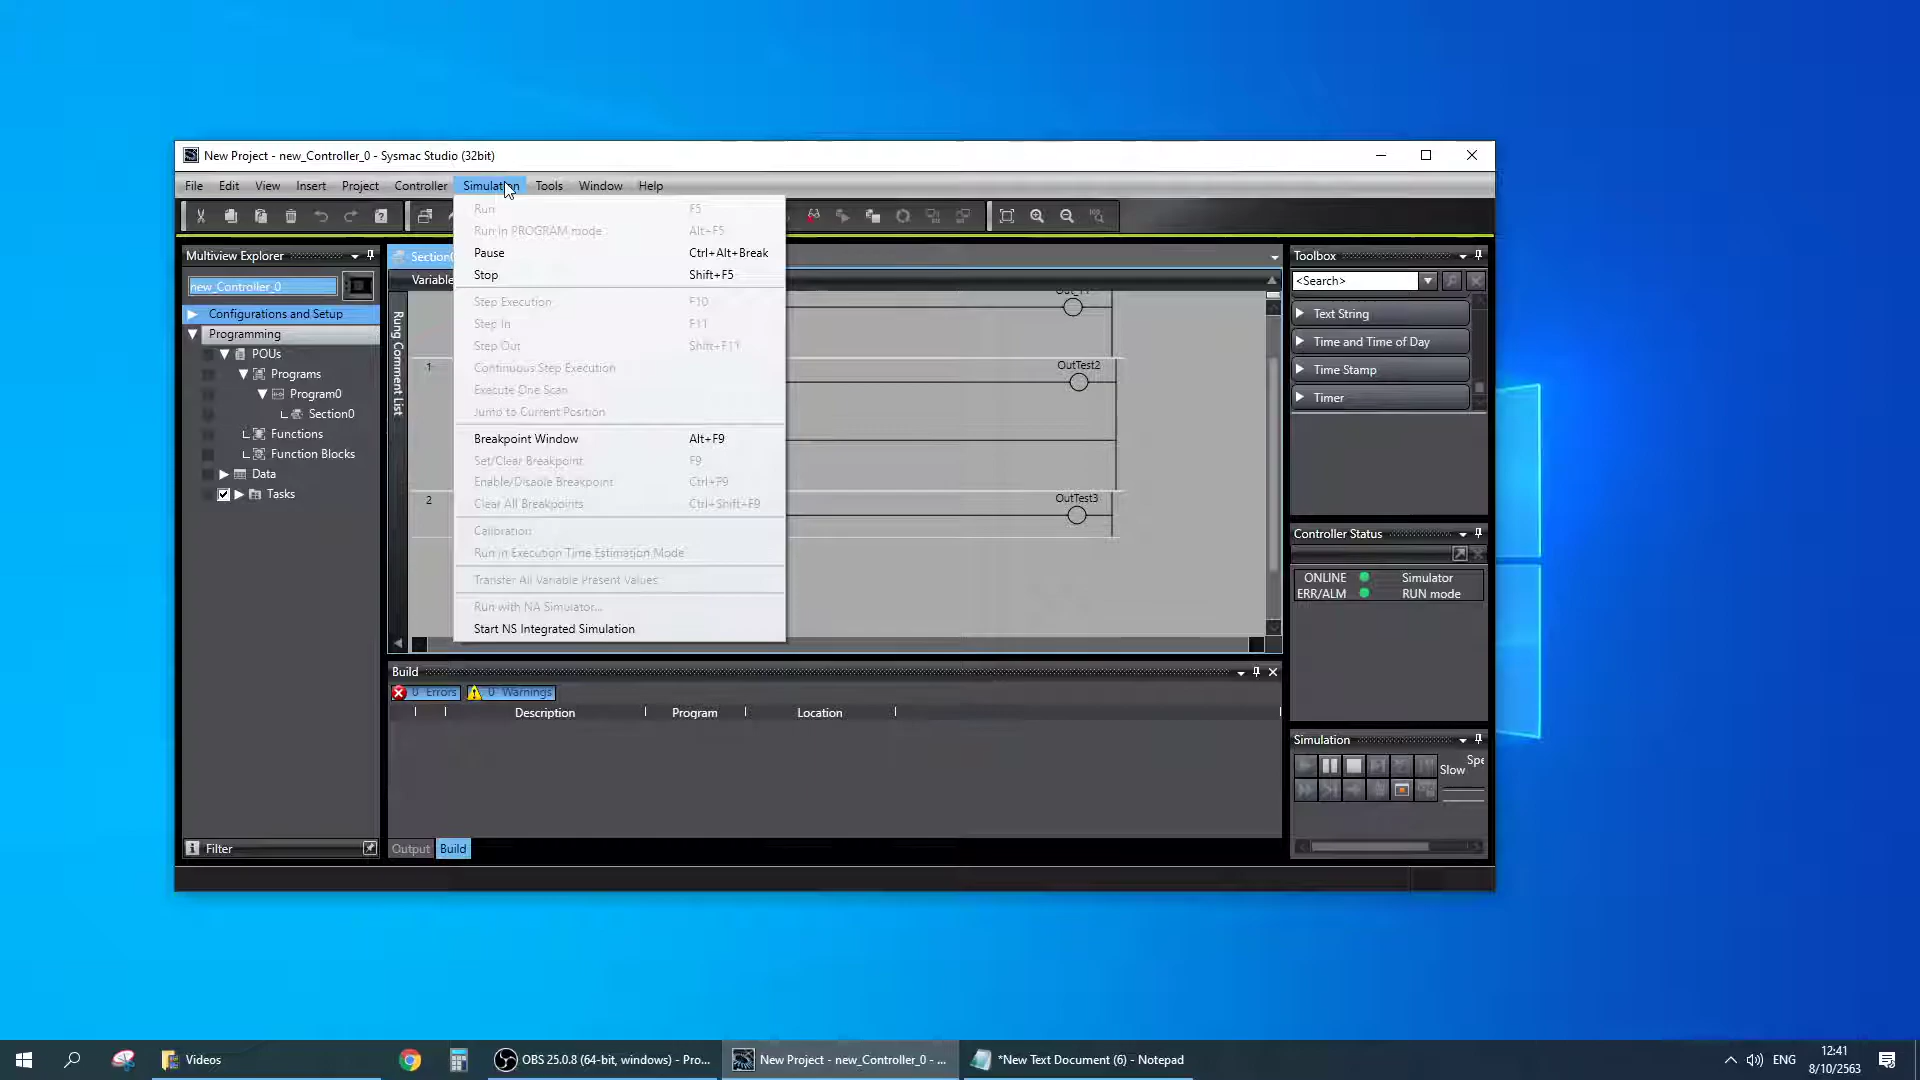 New Project - new_Controller_0 - Sysmac Studio (32bit)
File Edit View Insert Project Controller Simulation Tools Window Help
Run F5
Run in PROGRAM mode Alt+F5
Pause Ctrl+Alt+Break
Stop Shift+F5
Step Execution F10
Step In F11
Step Out Shift+F11
Continuous Step Execution
Execute One Scan
Jump to Current Position
Breakpoint Window Alt+F9
Set/Clear Breakpoint F9
Enable/Disable Breakpoint Ctrl+F9
Clear All Breakpoints Ctrl+Shift+F9
Calibration
Run in Execution Time Estimation Mode
Transfer All Variable Present Values
Run with NA Simulator...
Start NS Integrated Simulation
Multiview Explorer
new_Controller_0
Configurations and Setup
Programming
POUs
Programs
Program0
Section0
Functions
Function Blocks
Data
Tasks
Filter
Section
Variable
Rung Comment List
1
OutTest2
2
OutTest3
Build
0 Errors 0 Warnings
Description Program Location
Output Build
Toolbox
<Search>
Text String
Time and Time of Day
Time Stamp
Timer
Controller Status
ONLINE Simulator
ERR/ALM RUN mode
Simulation
Spe
Slow
Videos
OBS 25.0.8 (64-bit, windows) - Pro...
New Project - new_Controller_0 - ...
*New Text Document (6) - Notepad
ENG
12:41
8/10/2563